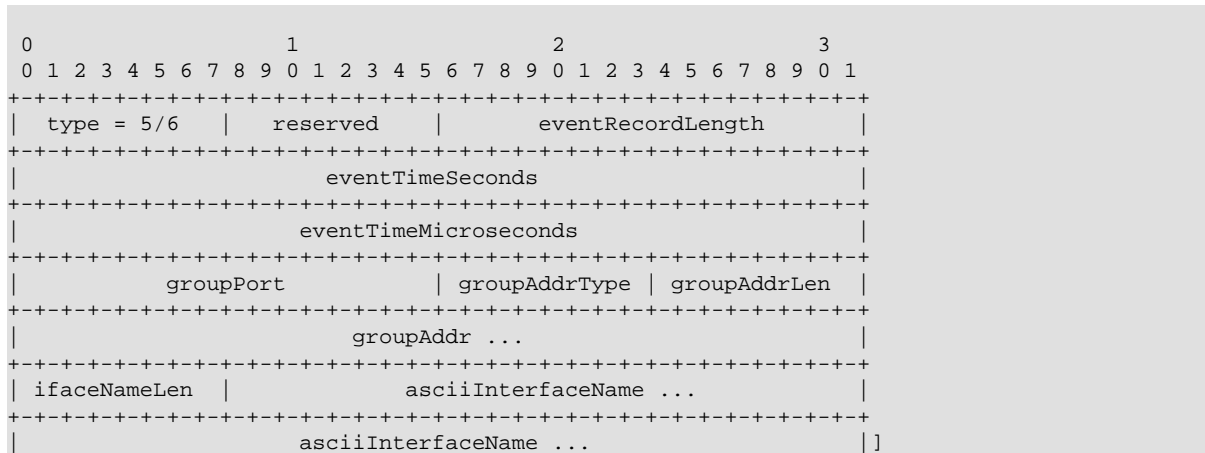 0                   1                   2                   3
 0 1 2 3 4 5 6 7 8 9 0 1 2 3 4 5 6 7 8 9 0 1 2 3 4 5 6 7 8 9 0 1
+-+-+-+-+-+-+-+-+-+-+-+-+-+-+-+-+-+-+-+-+-+-+-+-+-+-+-+-+-+-+-+-+
|  type = 5/6   |   reserved    |       eventRecordLength       |
+-+-+-+-+-+-+-+-+-+-+-+-+-+-+-+-+-+-+-+-+-+-+-+-+-+-+-+-+-+-+-+-+
|                       eventTimeSeconds                        |
+-+-+-+-+-+-+-+-+-+-+-+-+-+-+-+-+-+-+-+-+-+-+-+-+-+-+-+-+-+-+-+-+
|                     eventTimeMicroseconds                     |
+-+-+-+-+-+-+-+-+-+-+-+-+-+-+-+-+-+-+-+-+-+-+-+-+-+-+-+-+-+-+-+-+
|           groupPort           | groupAddrType | groupAddrLen  |
+-+-+-+-+-+-+-+-+-+-+-+-+-+-+-+-+-+-+-+-+-+-+-+-+-+-+-+-+-+-+-+-+
|                         groupAddr ...                         |
+-+-+-+-+-+-+-+-+-+-+-+-+-+-+-+-+-+-+-+-+-+-+-+-+-+-+-+-+-+-+-+-+
| ifaceNameLen  |             asciiInterfaceName ...            |
+-+-+-+-+-+-+-+-+-+-+-+-+-+-+-+-+-+-+-+-+-+-+-+-+-+-+-+-+-+-+-+-+
|                     asciiInterfaceName ...                    |]